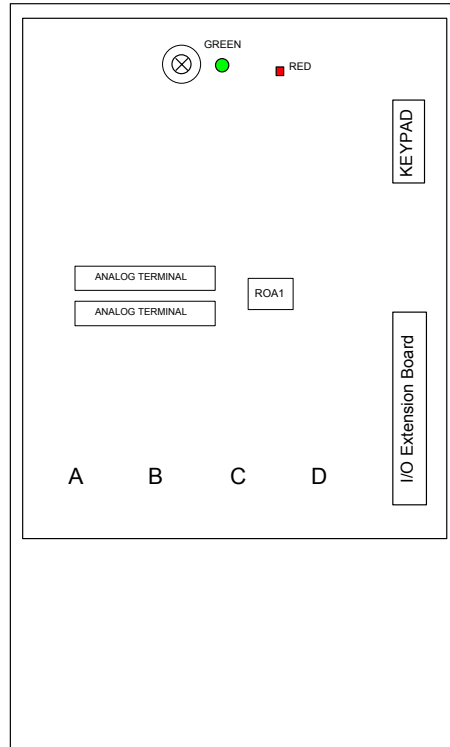 GREEN
RED
KEYPAD
ANALOG TERMINAL
ROA1
ANALOG TERMINAL
I/O Extension Board
A B C D